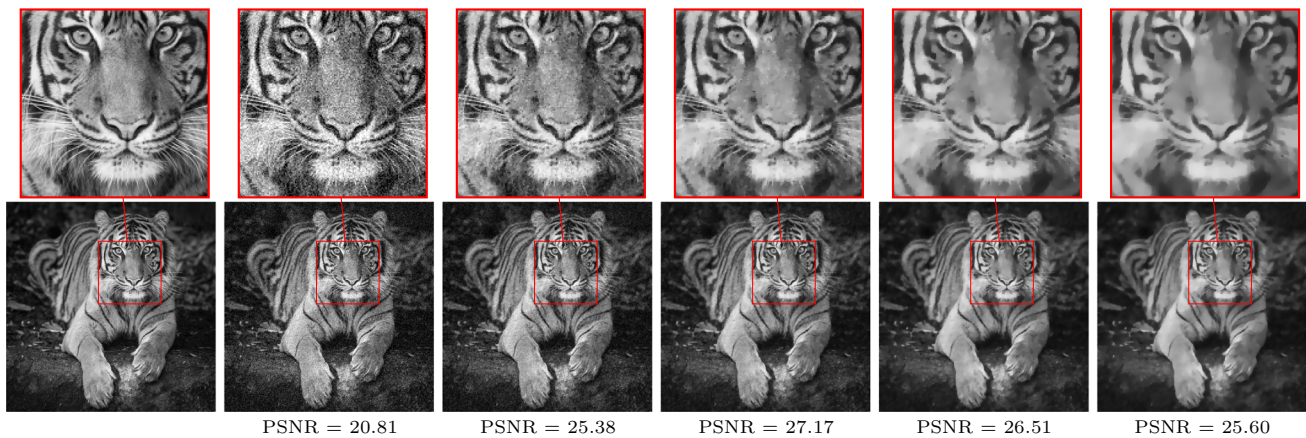 PSNR = 20.81
PSNR = 25.38
PSNR = 27.17
PSNR = 26.51
PSNR = 25.60